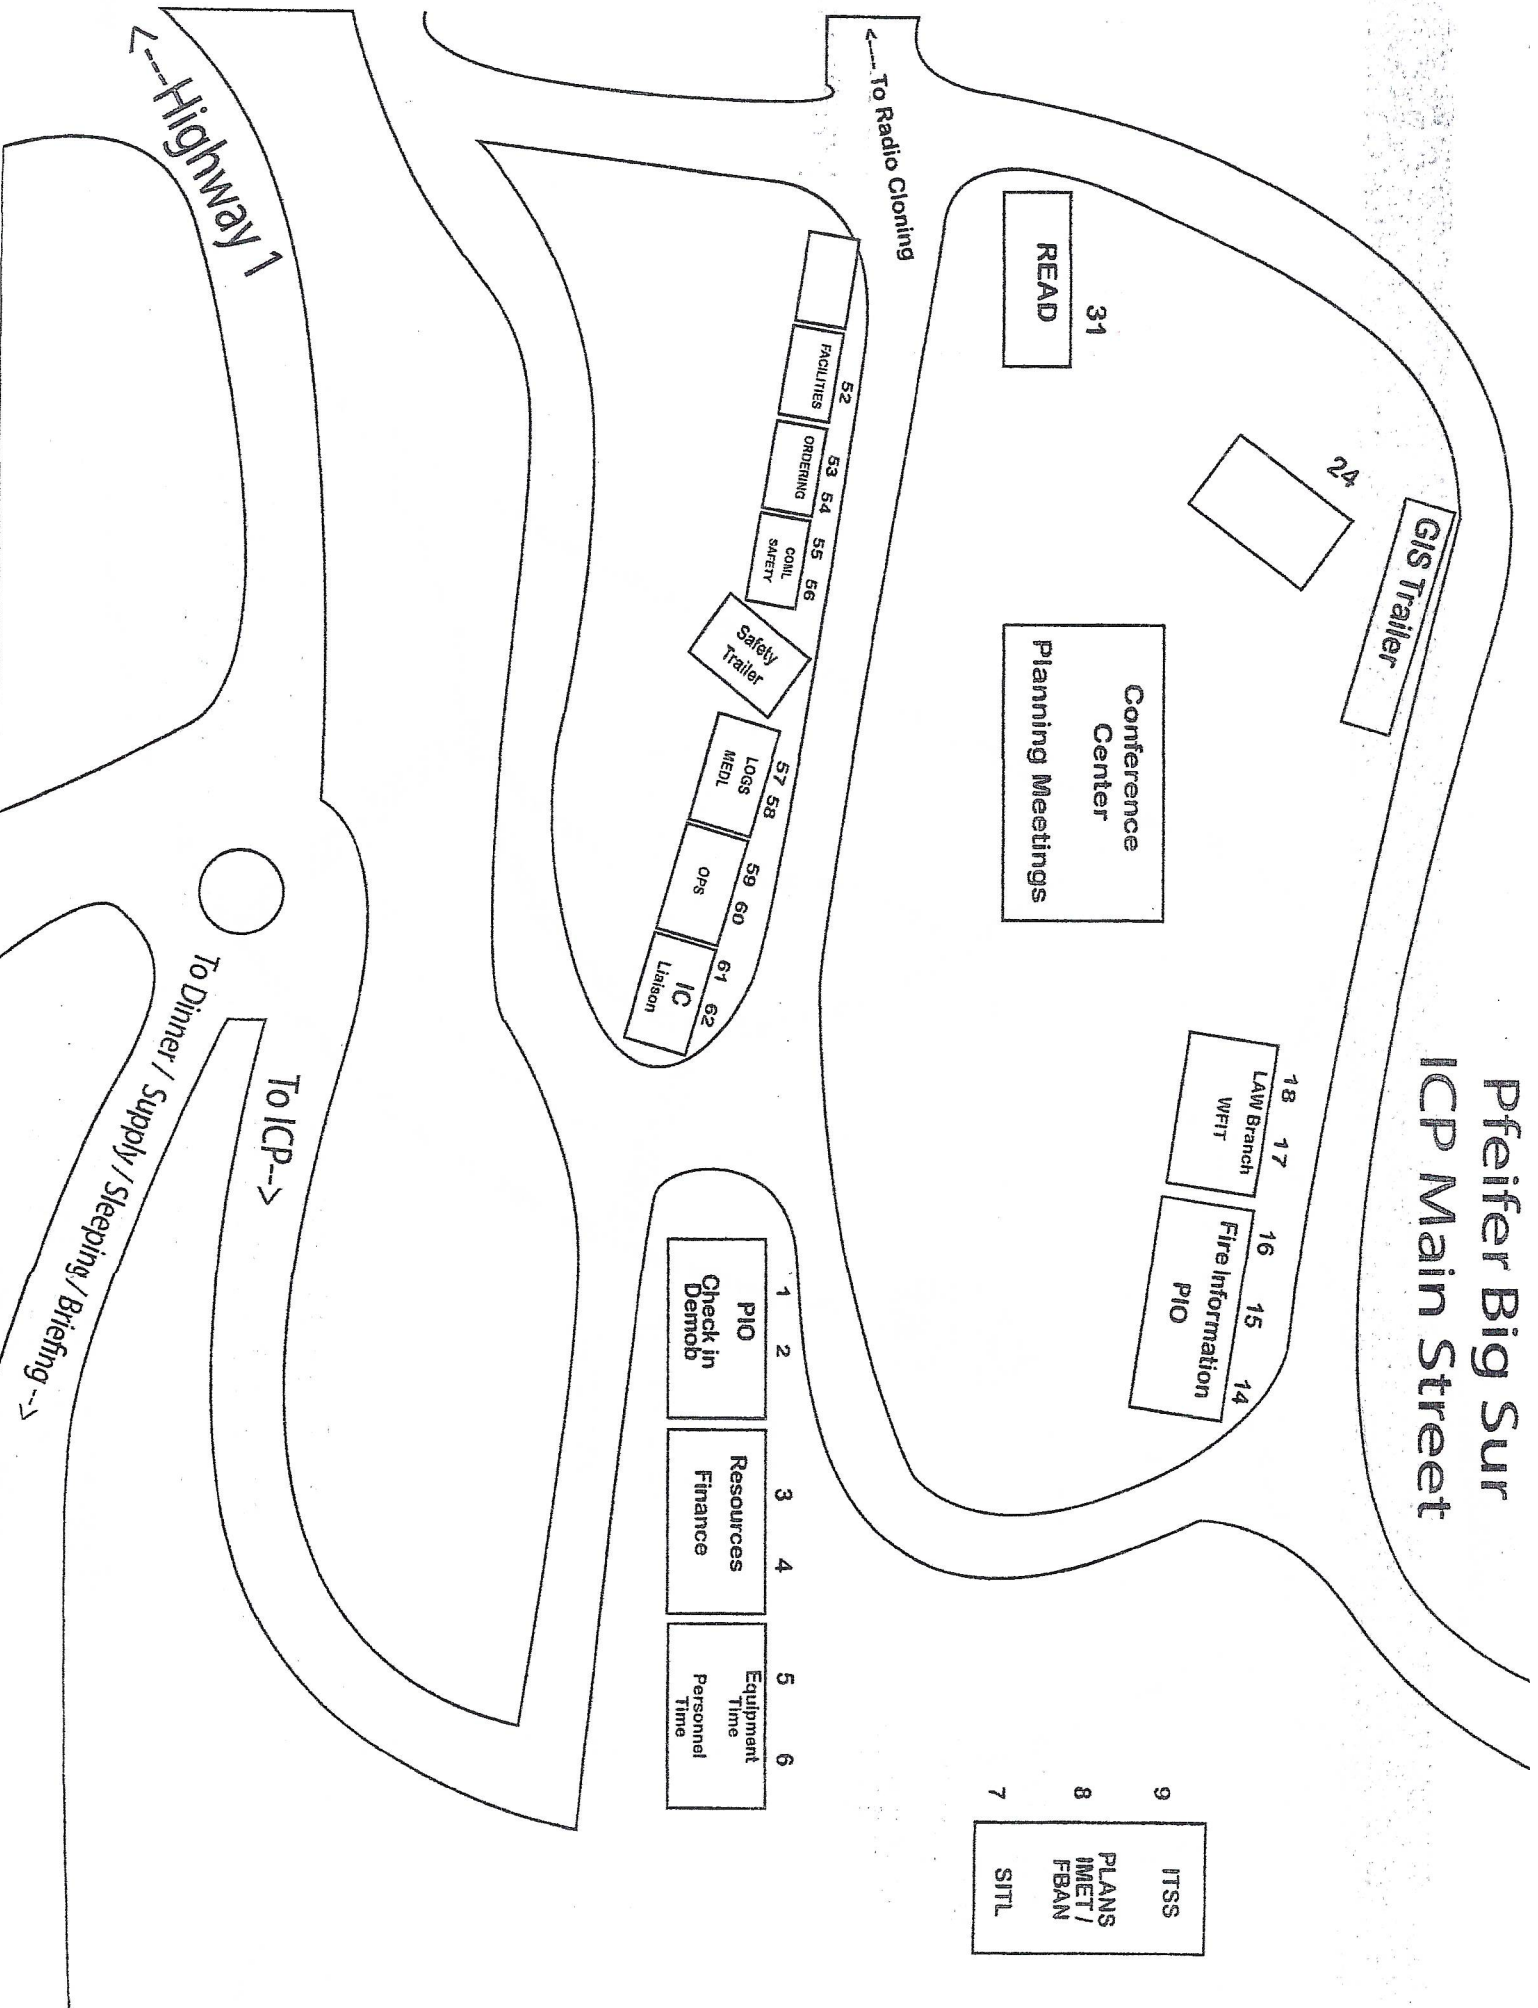 Pfeifer Big Sur
ICP Main Street
GIS Trailer
24
31
READ
Conference
Center
Planning Meetings
18 17
LAW Branch
WFIT
16 15 14
Fire Information
PIO
9
ITSS
8
PLANS
IMET /
FBAN
7
SITL
<---- To Radio Cloning
52
FACILITIES
53 54
ORDERING
55 56
COML
SAFETY
Safety
Trailer
57 58
LOGS
MEDL
59 60
OPS
61 62
IC
Liaison
1 2
PIO
Check in
Demob
3 4
Resources
Finance
5 6
Equipment
Time
Personnel
Time
<----Highway 1
To ICP-->
To Dinner / Supply / Sleeping / Briefing -->